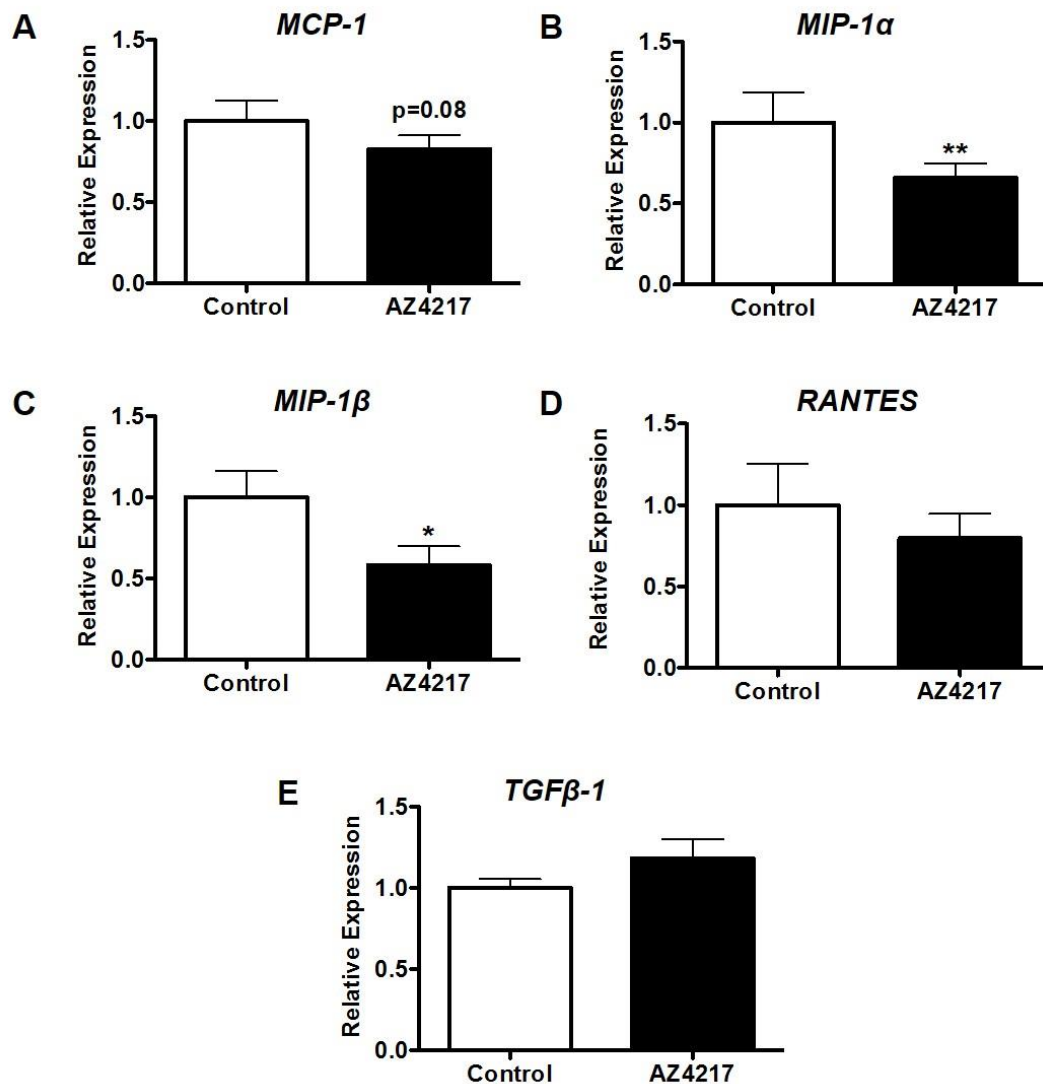 A
MCP-1
Relative Expression
1.5
1.0
0.5
0.0
p=0.08
Control
AZ4217
B
MIP-1α
Relative Expression
1.5
1.0
0.5
0.0
**
Control
AZ4217
C
MIP-1β
Relative Expression
1.5
1.0
0.5
0.0
*
Control
AZ4217
D
RANTES
Relative Expression
1.5
1.0
0.5
0.0
Control
AZ4217
E
TGFβ-1
Relative Expression
1.5
1.0
0.5
0.0
Control
AZ4217